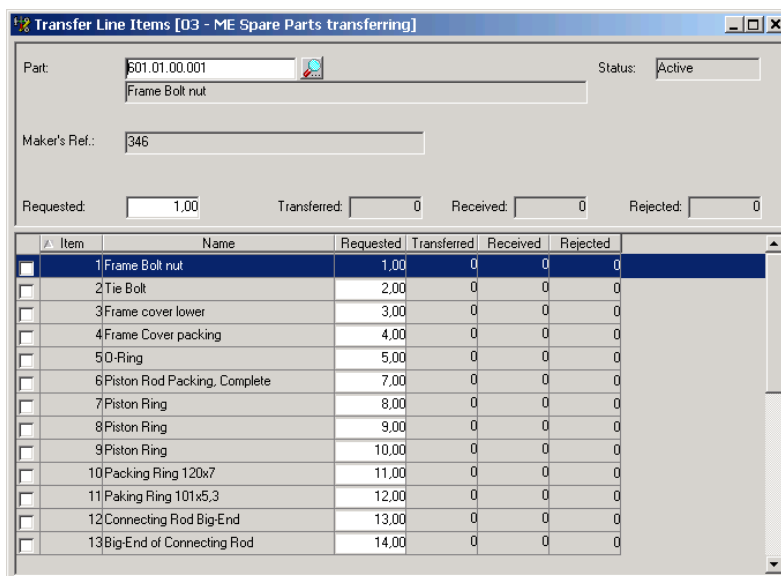 Transfer Line Items [03 - ME Spare Parts transferring]
Part: 601.01.00.001 Status: Active
Frame Bolt nut
Maker's Ref.: 346
Requested: 1,00 Transferred: 0 Received: 0 Rejected: 0
Item Name Requested Transferred Received Rejected
1 Frame Bolt nut 1,00 0 0 0
2 Tie Bolt 2,00 0 0 0
3 Frame cover lower 3,00 0 0 0
4 Frame Cover packing 4,00 0 0 0
5 O-Ring 5,00 0 0 0
6 Piston Rod Packing, Complete 7,00 0 0 0
7 Piston Ring 8,00 0 0 0
8 Piston Ring 9,00 0 0 0
9 Piston Ring 10,00 0 0 0
10 Packing Ring 120x7 11,00 0 0 0
11 Paking Ring 101x5,3 12,00 0 0 0
12 Connecting Rod Big-End 13,00 0 0 0
13 Big-End of Connecting Rod 14,00 0 0 0